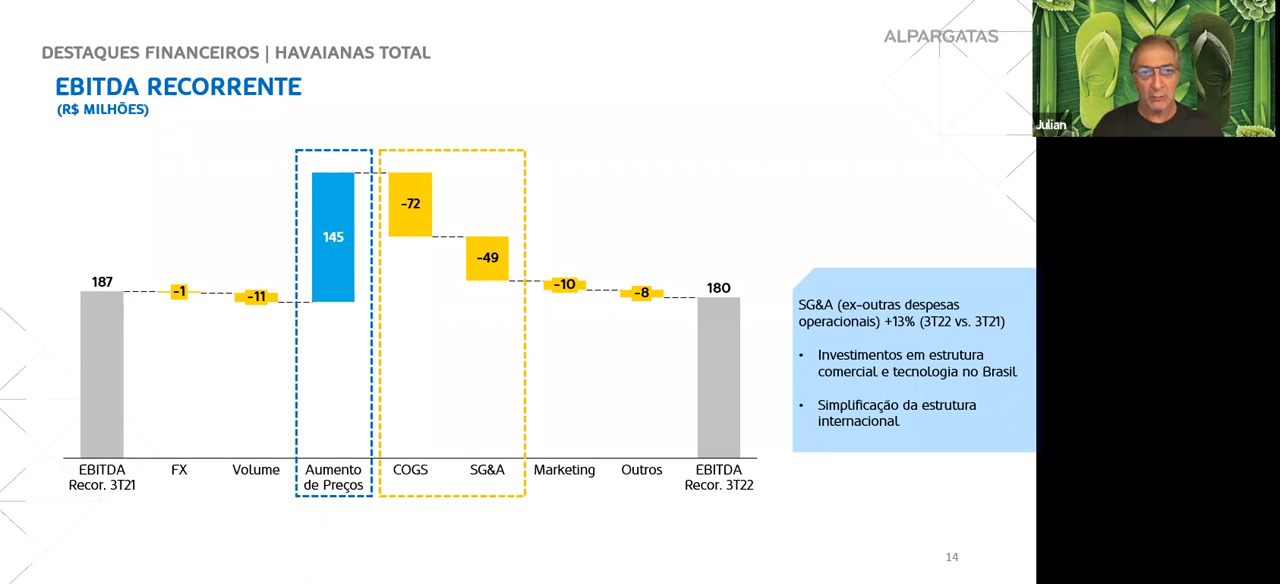 DESTAQUES FINANCEIROS | HAVAIANAS TOTAL
ALPARGATAS
EBITDA RECORRENTE
(R$ MILHÕES)
Julian
187
-1
-11
145
-72
-49
-10
-8
180
EBITDA
Recor. 3T21
FX
Volume
Aumento
de Preços
COGS
SG&A
Marketing
Outros
EBITDA
Recor. 3T22
SG&A (ex-outras despesas
operacionais) +13% (3T22 vs. 3T21)
• Investimentos em estrutura
comercial e tecnologia no Brasil
• Simplificação da estrutura
internacional
14